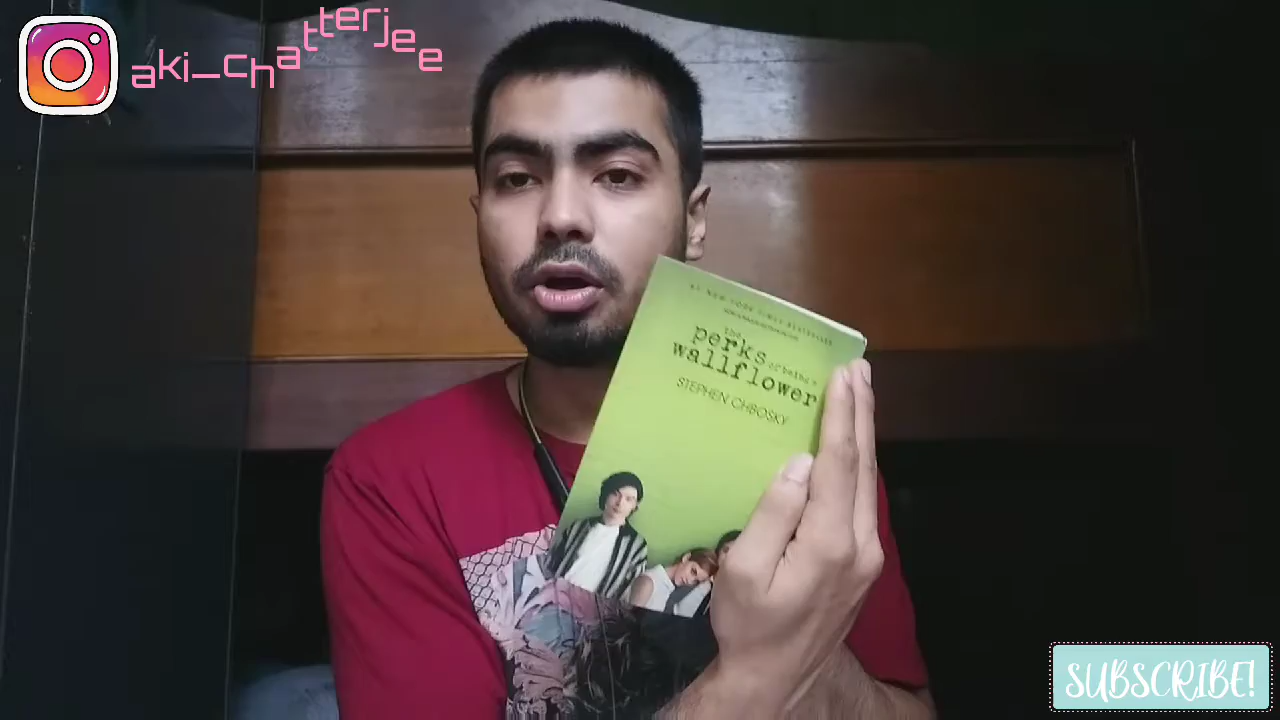 aki_chatterjee
the
perks of being a
wallflower
STEPHEN CHBOSKY
SUBSCRIBE!